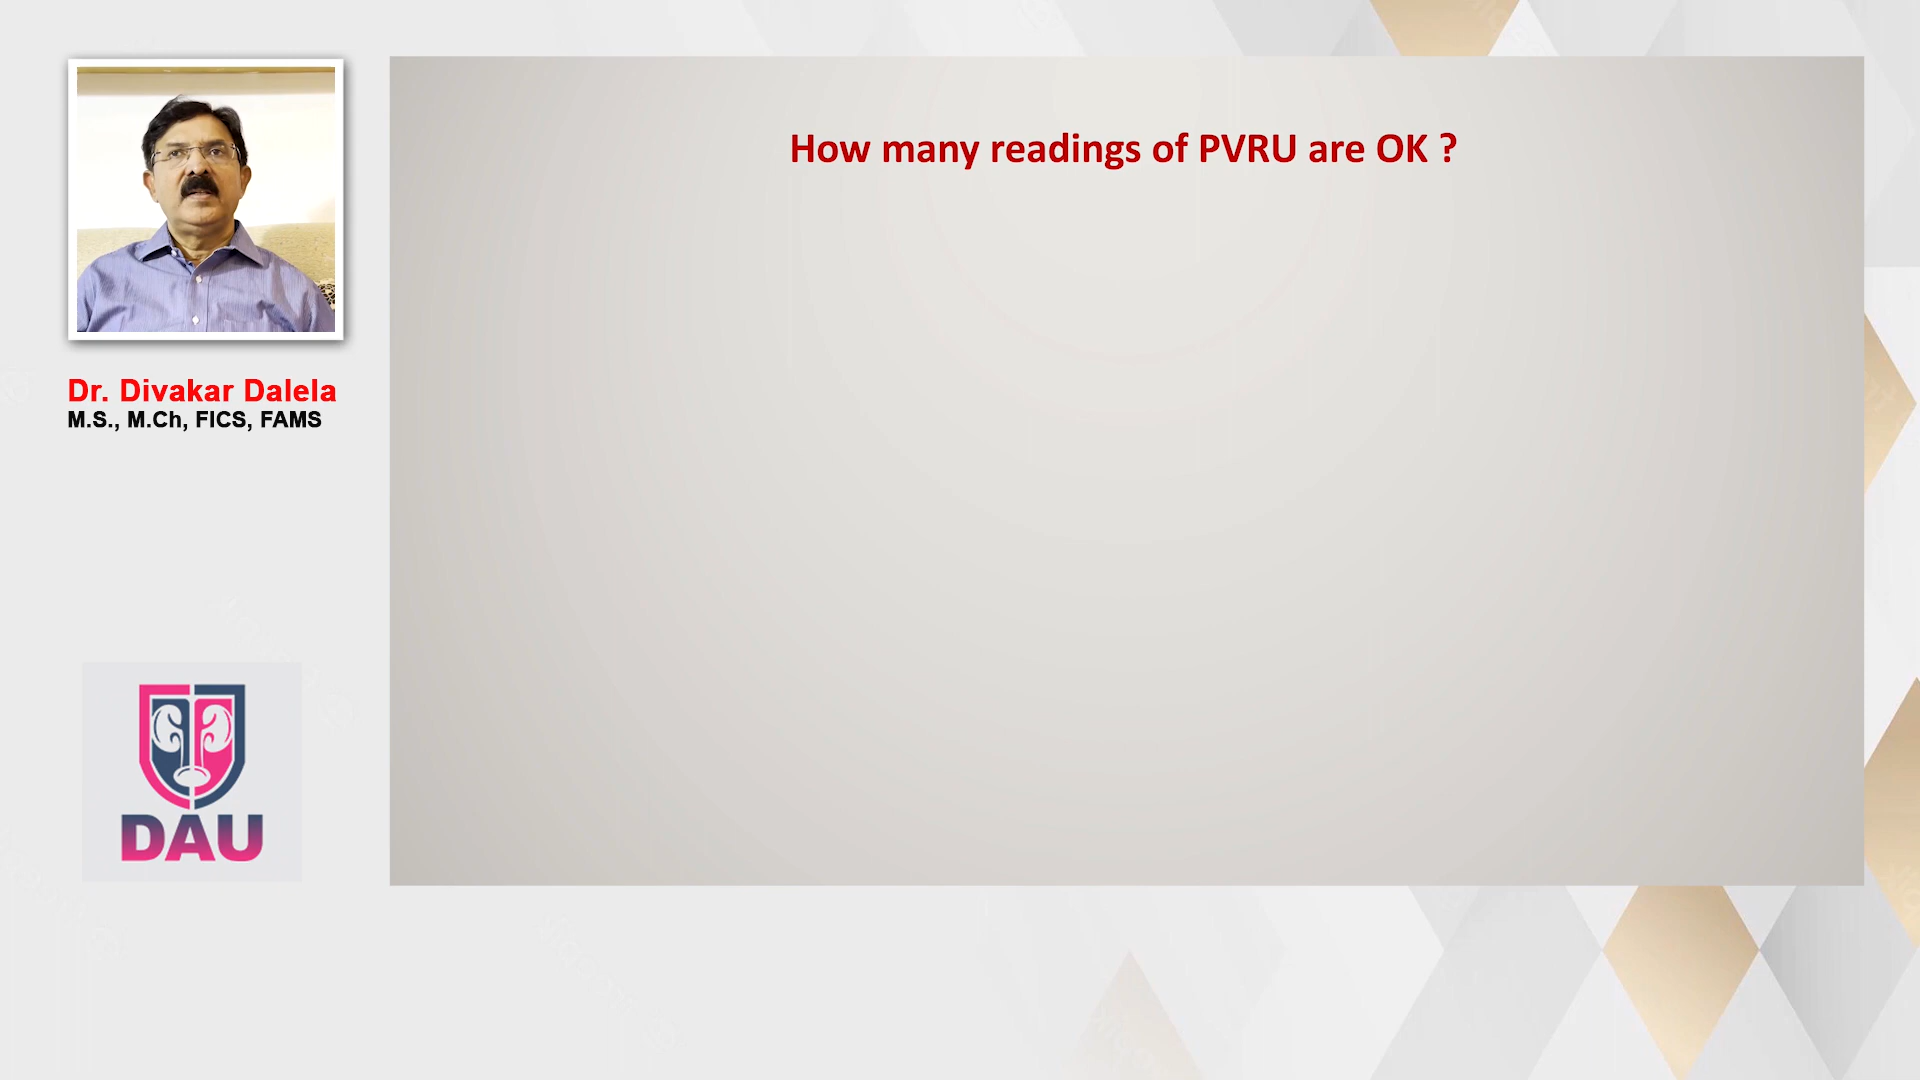 How many readings of PVRU are OK ?
Dr. Divakar Dalela
M.S., M.Ch, FICS, FAMS
DAU